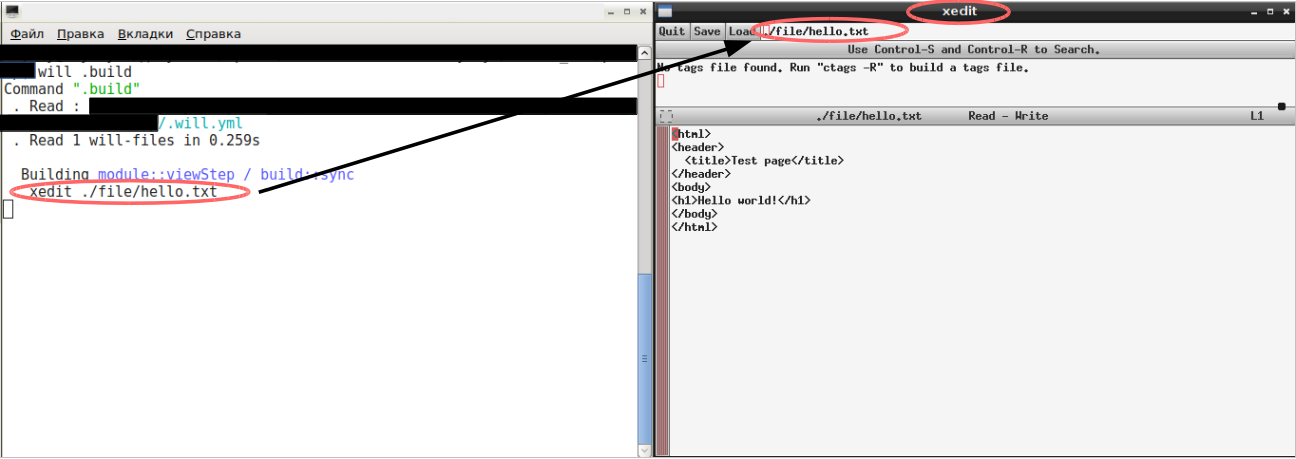 Файл Правка Вкладки Справка
will .build
Command ".build"
. Read :
/.will.yml
. Read 1 will-files in 0.259s
Building module::viewStep / build::sync
xedit ./file/hello.txt
xedit
Quit Save Load ./file/hello.txt
Use Control-S and Control-R to Search.
No tags file found. Run "ctags -R" to build a tags file.
./file/hello.txt Read - Write L1
<html>
<header>
<title>Test page</title>
</header>
<body>
<h1>Hello world!</h1>
</body>
</html>